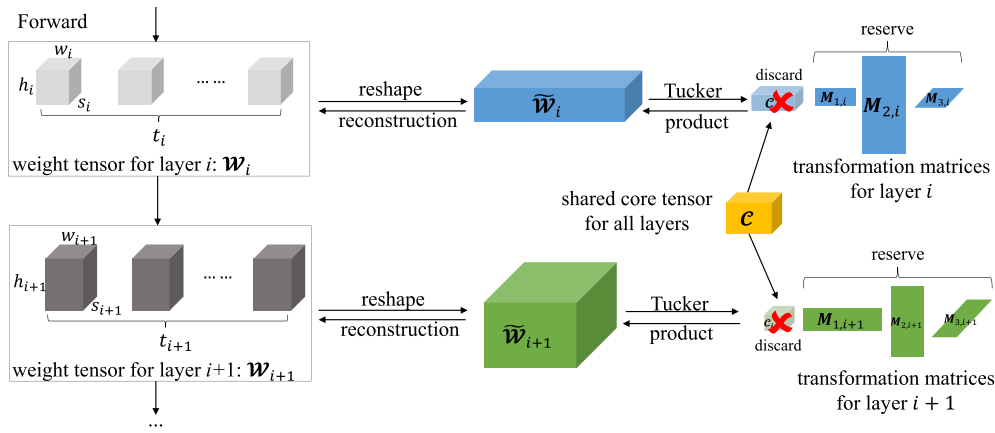 Forward
w_i
h_i
s_i
... ...
t_i
weight tensor for layer i: 𝓦_i
reshape
reconstruction
𝓦̃_i
Tucker
product
discard
𝒞
reserve
M_{1,i}
M_{2,i}
M_{3,i}
transformation matrices
for layer i
shared core tensor
for all layers
𝓒
w_{i+1}
h_{i+1}
s_{i+1}
... ...
t_{i+1}
weight tensor for layer i+1: 𝓦_{i+1}
...
reshape
reconstruction
𝓦̃_{i+1}
Tucker
product
discard
reserve
M_{1,i+1}
M_{2,i+1}
M_{3,i+1}
transformation matrices
for layer i + 1